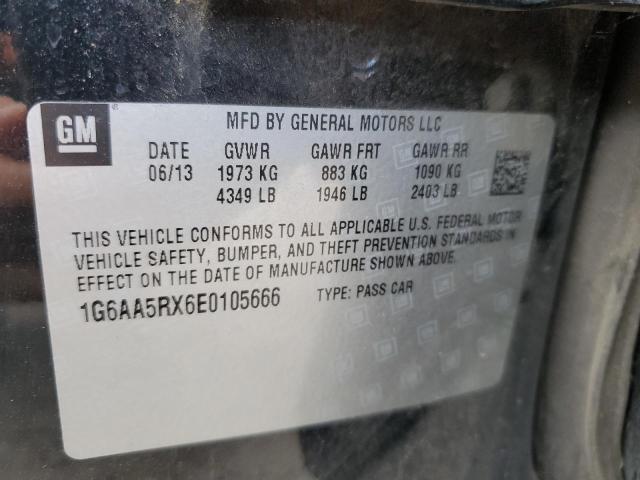 GM
MFD BY GENERAL MOTORS LLC
DATE GVWR GAWR FRT GAWR RR
06/13 1973 KG 883 KG 1090 KG
4349 LB 1946 LB 2403 LB
THIS VEHICLE CONFORMS TO ALL APPLICABLE U.S. FEDERAL MOTOR
VEHICLE SAFETY, BUMPER, AND THEFT PREVENTION STANDARDS IN
EFFECT ON THE DATE OF MANUFACTURE SHOWN ABOVE.
1G6AA5RX6E0105666 TYPE: PASS CAR